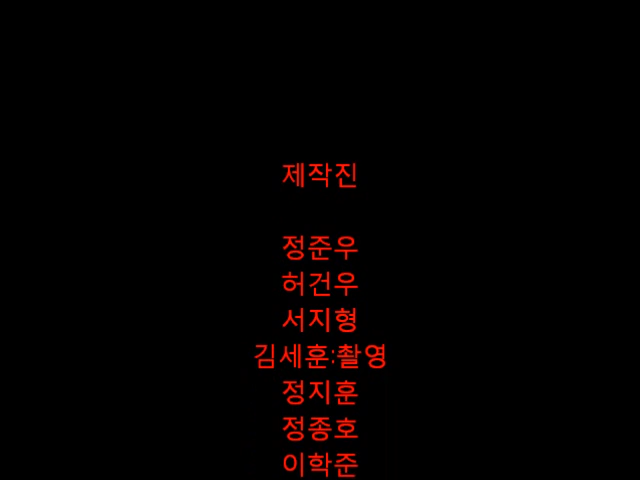 제작진
정준우
허건우
서지형
김세훈:촬영
정지훈
정종호
이학준